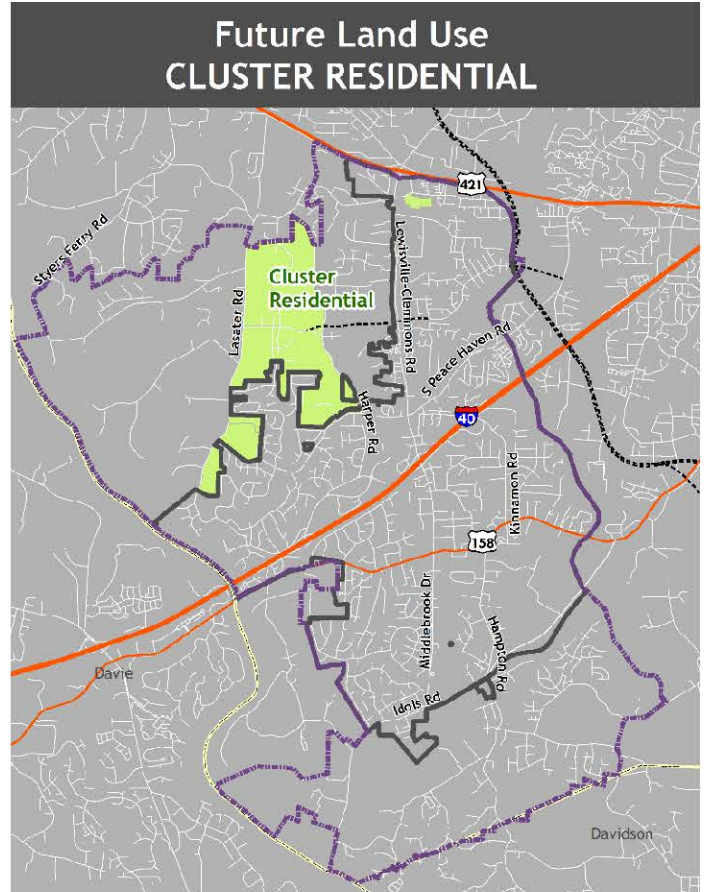 Future Land Use
CLUSTER RESIDENTIAL
421
Styers Ferry Rd
Lasater Rd
Cluster
Residential
Lewisville-Clemmons Rd
S Peace Haven Rd
Harper Rd
40
Kinnamon Rd
158
Middlebrook Dr
Hampton Rd
Idols Rd
Davie
Davidson